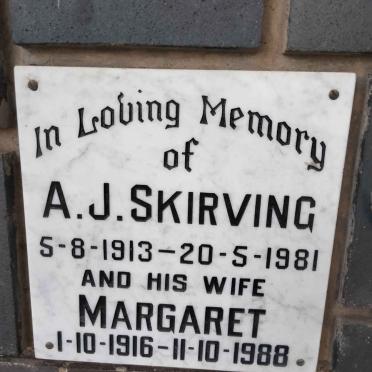 In Loving Memory
of
A.J.SKIRVING
5-8-1913-20-5-1981
AND HIS WIFE
MARGARET
1-10-1916-11-10-1988